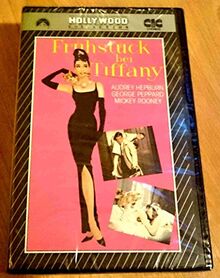 HOLLYWOOD
CIC
Frühstück
bei
Tiffany
AUDREY HEPBURN
GEORGE PEPPARD
MICKEY ROONEY